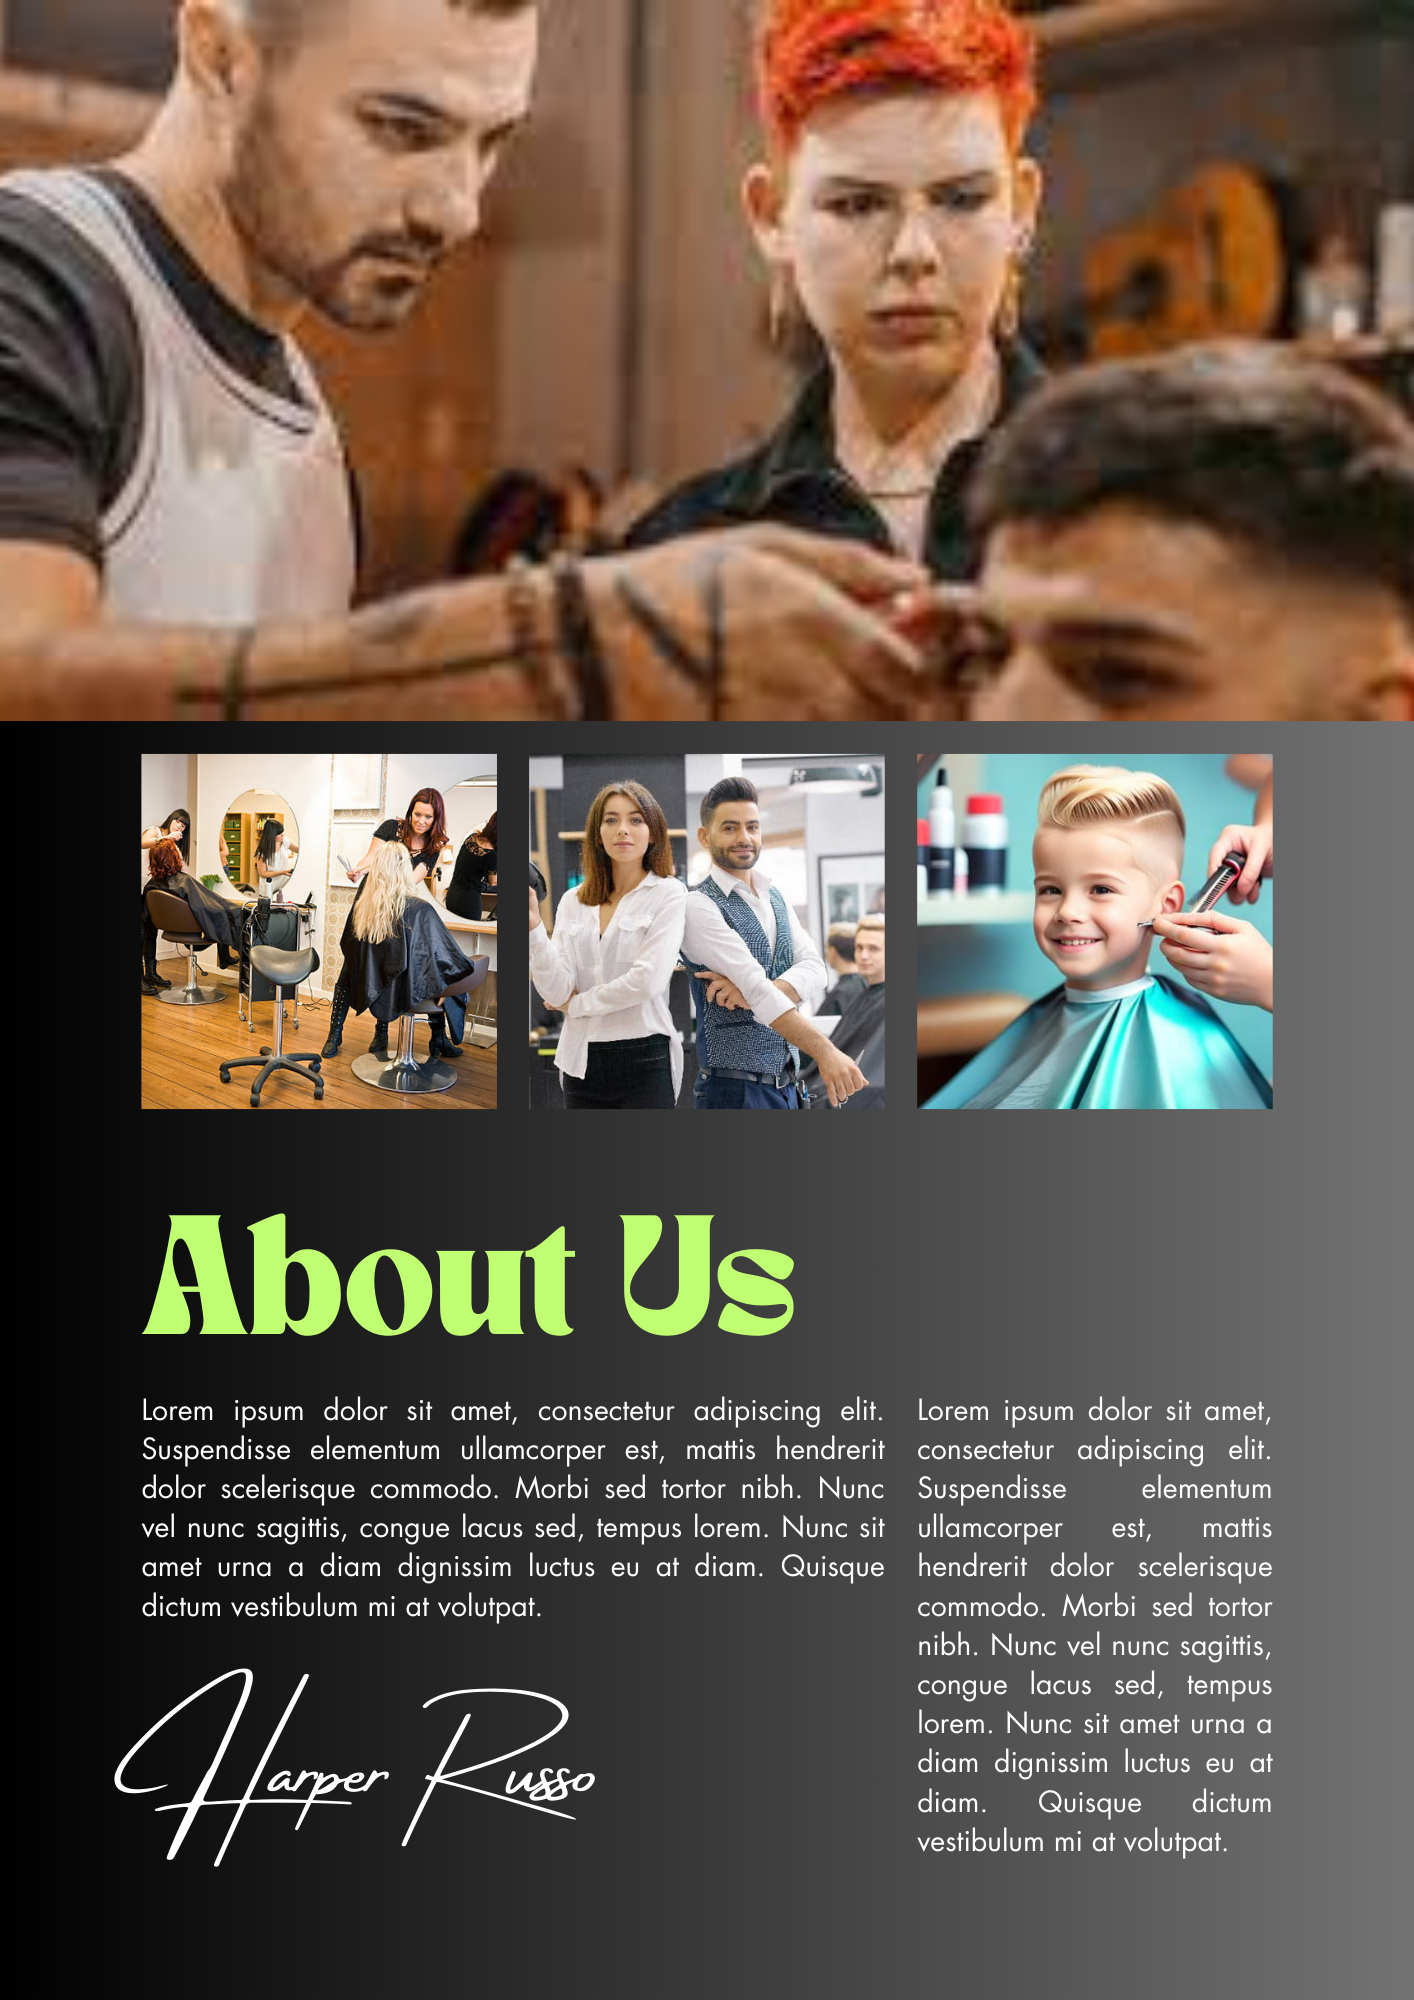 About Us
Lorem ipsum dolor sit amet, consectetur adipiscing elit.
Suspendisse elementum ullamcorper est, mattis hendrerit
dolor scelerisque commodo. Morbi sed tortor nibh. Nunc
vel nunc sagittis, congue lacus sed, tempus lorem. Nunc sit
amet urna a diam dignissim luctus eu at diam. Quisque
dictum vestibulum mi at volutpat.
Harper Russo
Lorem ipsum dolor sit amet,
consectetur adipiscing elit.
Suspendisse elementum
ullamcorper est, mattis
hendrerit dolor scelerisque
commodo. Morbi sed tortor
nibh. Nunc vel nunc sagittis,
congue lacus sed, tempus
lorem. Nunc sit amet urna a
diam dignissim luctus eu at
diam. Quisque dictum
vestibulum mi at volutpat.